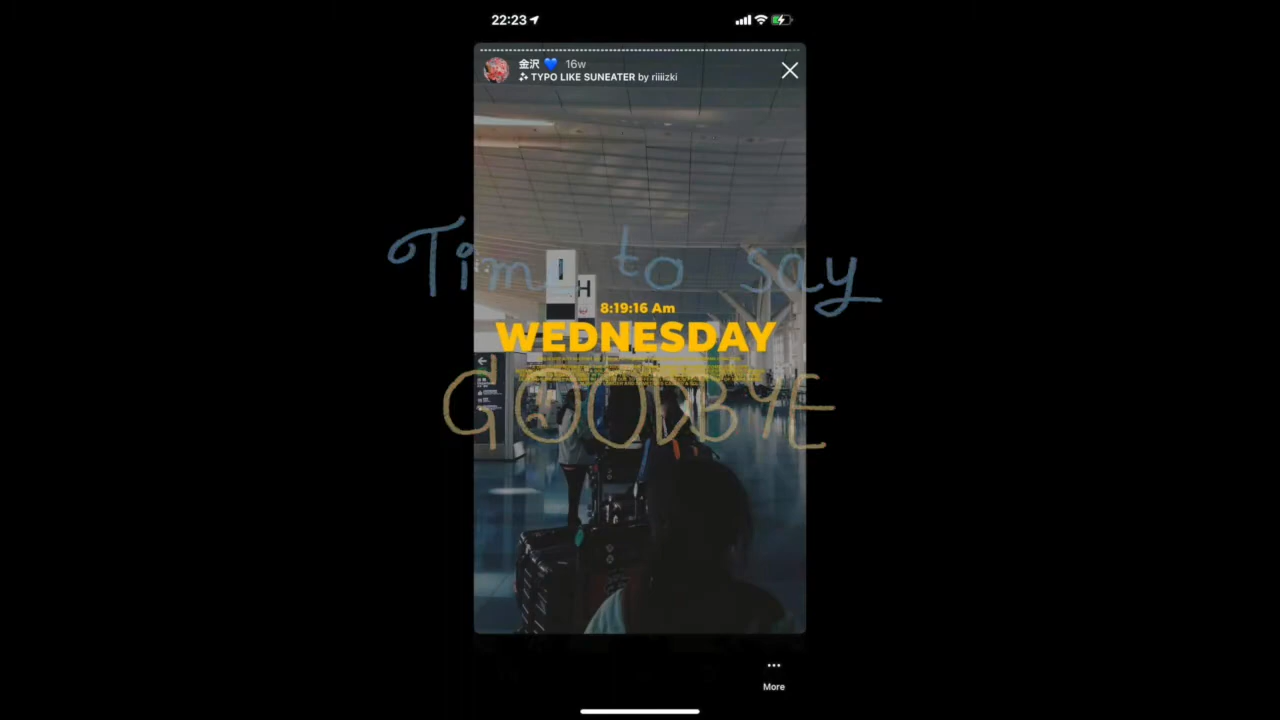 22:23
金沢 💙 16w
TYPO LIKE SUNEATER by riiiizki
Time to say
H
8:19:16 Am
WEDNESDAY
GOODBYE
More